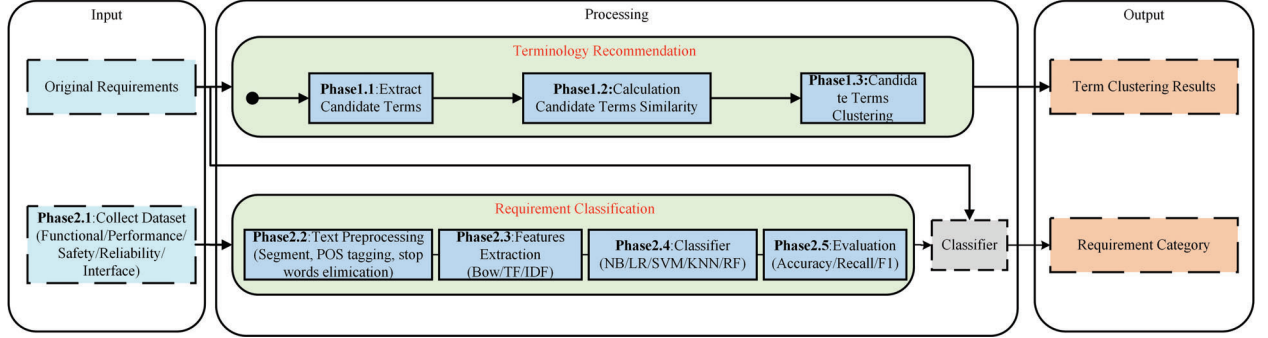 Input
Processing
Output
Terminology Recommendation
Original Requirements
Phase1.1:Extract
Candidate Terms
Phase1.2:Calculation
Candidate Terms Similarity
Phase1.3:Candida
te Terms
Clustering
Term Clustering Results
Phase2.1:Collect Dataset
(Functional/Performance/
Safety/Reliability/
Interface)
Requirement Classification
Phase2.2:Text Preprocessing
(Segment, POS tagging, stop
words elimication)
Phase2.3:Features
Extraction
(Bow/TF/IDF)
Phase2.4:Classifier
(NB/LR/SVM/KNN/RF)
Phase2.5:Evaluation
(Accuracy/Recall/F1)
Classifier
Requirement Category